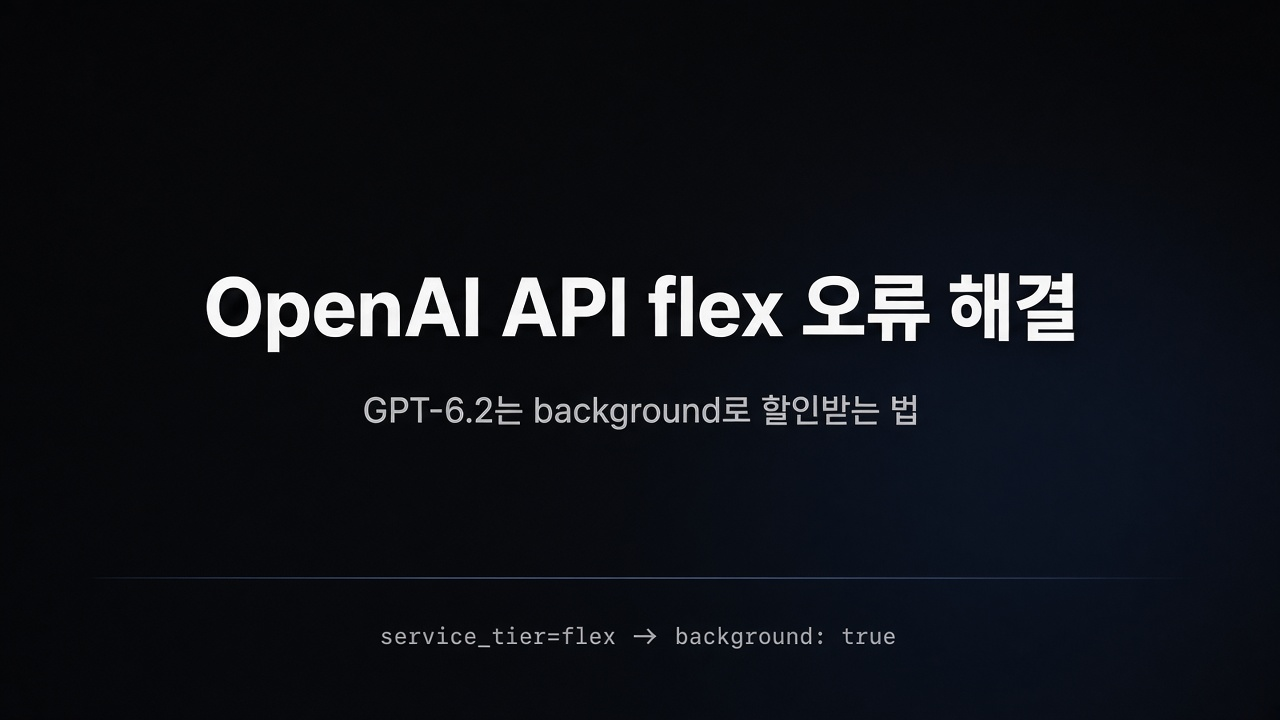 OpenAI API flex 오류 해결
GPT-6.2는 background로 할인받는 법
service_tier=flex → background: true